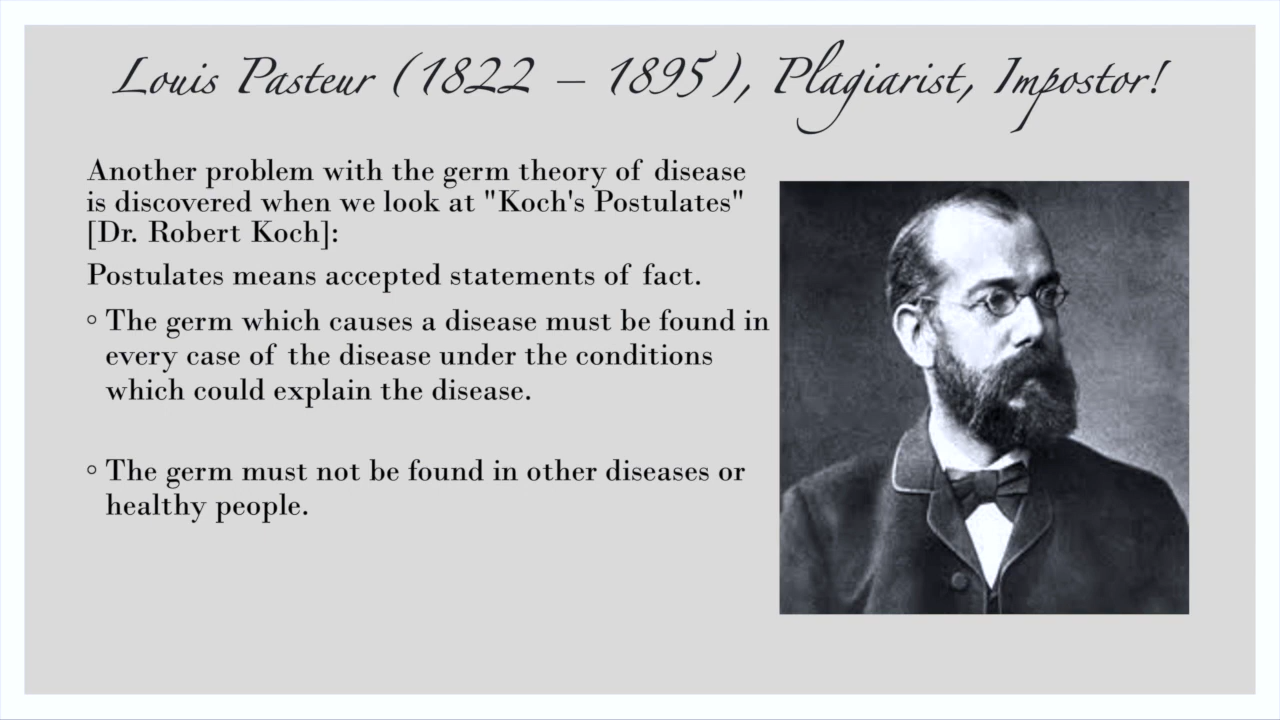 Louis Pasteur (1822 – 1895), Plagiarist, Impostor!
Another problem with the germ theory of disease
is discovered when we look at "Koch's Postulates"
[Dr. Robert Koch]:
Postulates means accepted statements of fact.
◦ The germ which causes a disease must be found in
every case of the disease under the conditions
which could explain the disease.
◦ The germ must not be found in other diseases or
healthy people.